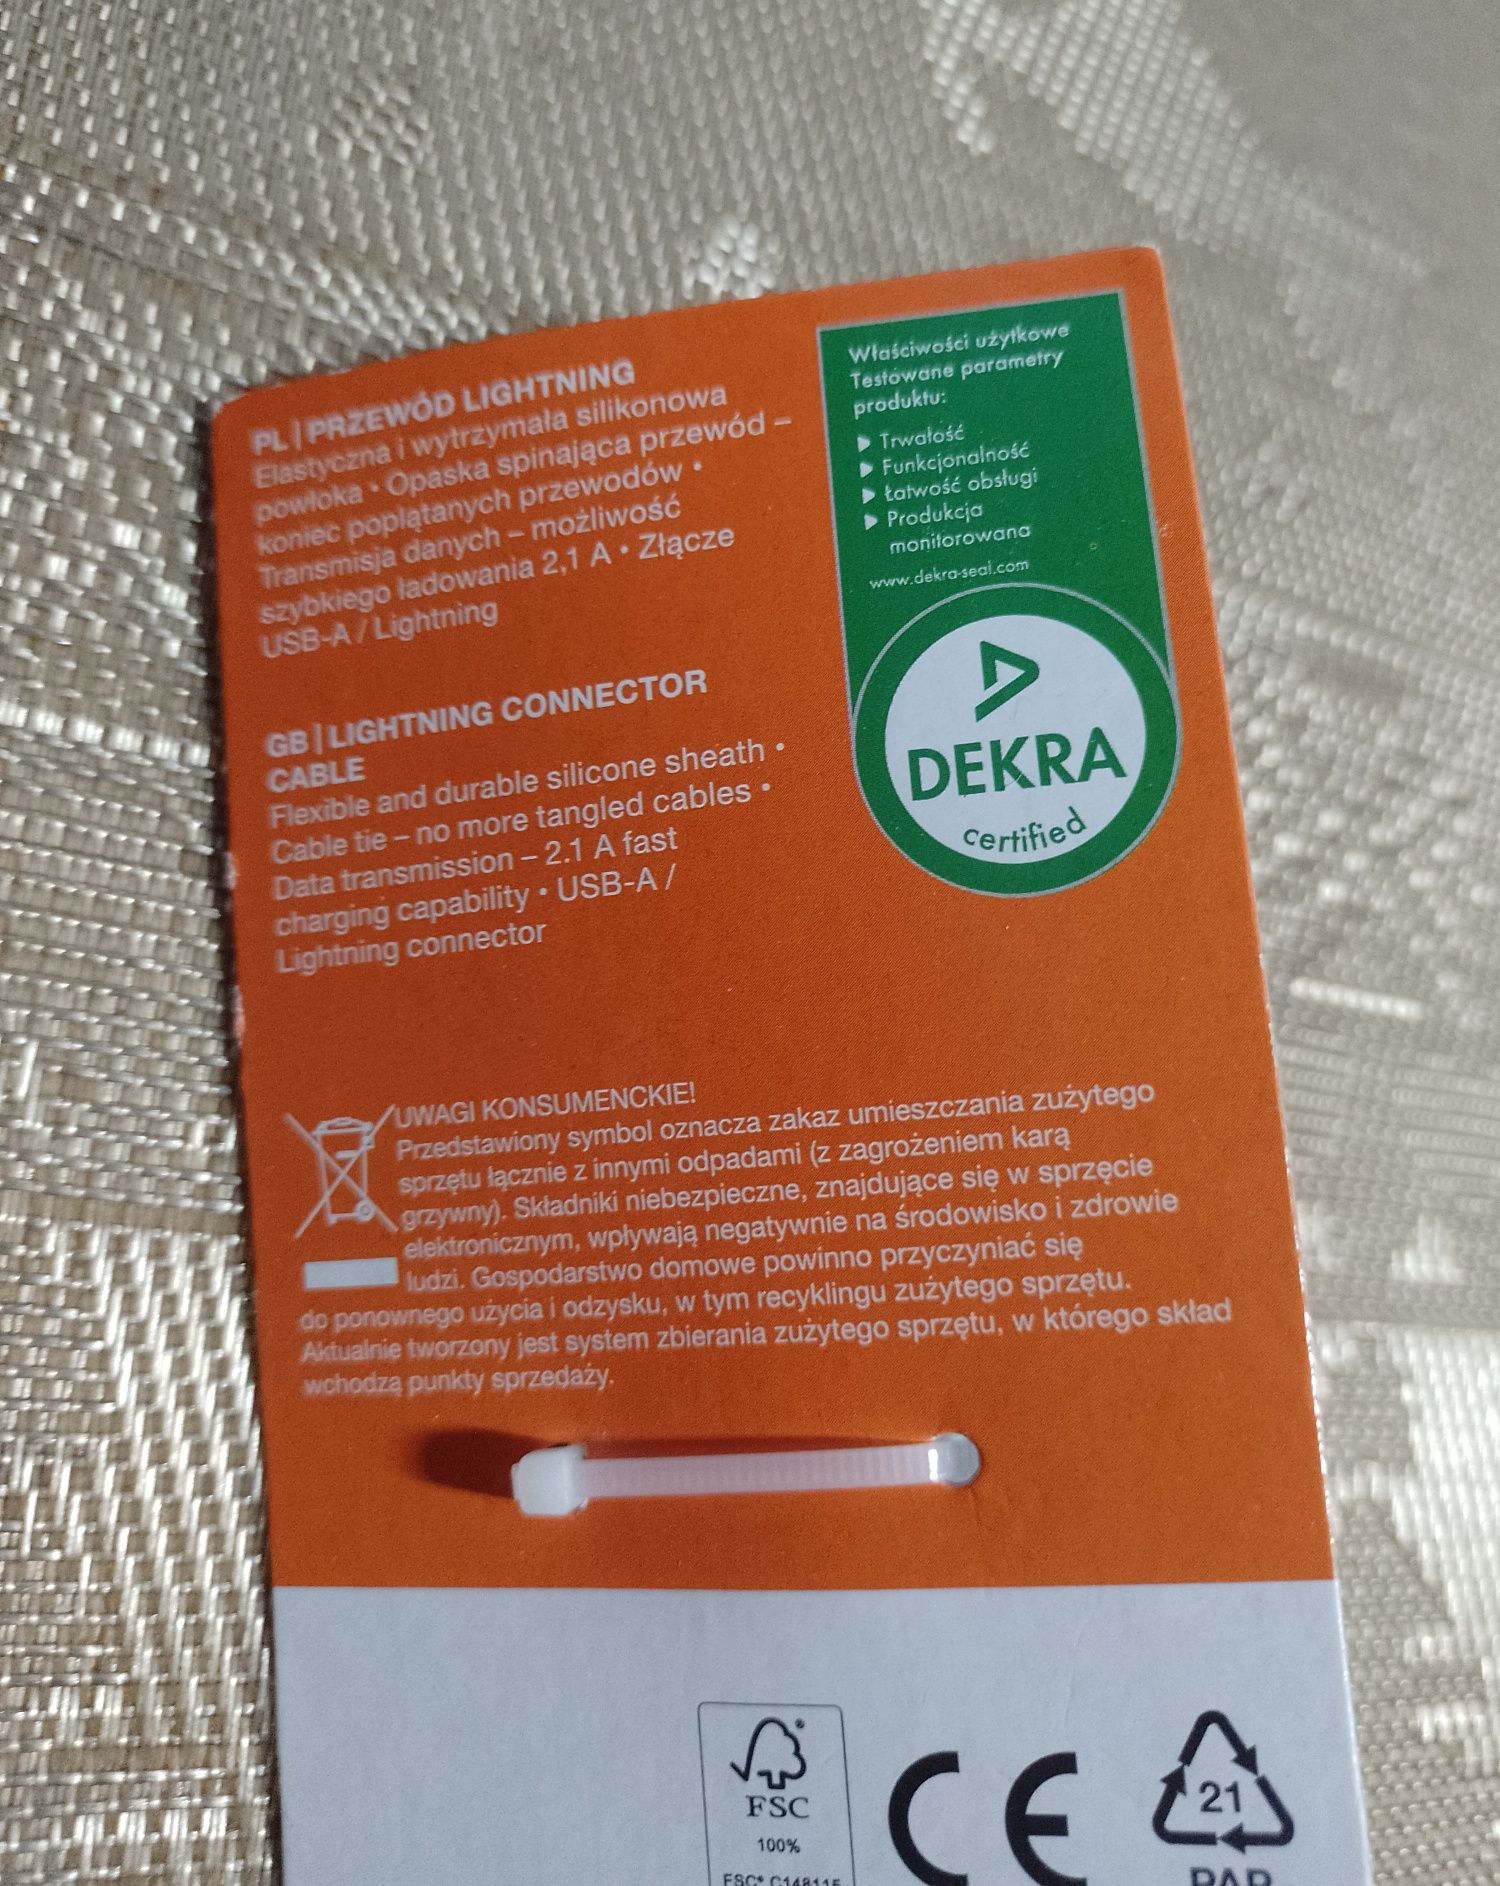 PL | PRZEWÓD LIGHTNING
Elastyczna i wytrzymała silikonowa
powłoka • Opaska spinająca przewód –
koniec poplątanych przewodów •
Transmisja danych – możliwość
szybkiego ładowania 2,1 A • Złącze
USB-A / Lightning
GB | LIGHTNING CONNECTOR
CABLE
Flexible and durable silicone sheath •
Cable tie – no more tangled cables •
Data transmission – 2.1 A fast
charging capability • USB-A /
Lightning connector
Właściwości użytkowe
Testowane parametry
produktu:
Trwałość
Funkcjonalność
Łatwość obsługi
Produkcja
monitorowana
www.dekra-seal.com
DEKRA
certified
UWAGI KONSUMENCKIE!
Przedstawiony symbol oznacza zakaz umieszczania zużytego
sprzętu łącznie z innymi odpadami (z zagrożeniem karą
grzywny). Składniki niebezpieczne, znajdujące się w sprzęcie
elektronicznym, wpływają negatywnie na środowisko i zdrowie
ludzi. Gospodarstwo domowe powinno przyczyniać się
do ponownego użycia i odzysku, w tym recyklingu zużytego sprzętu.
Aktualnie tworzony jest system zbierania zużytego sprzętu, w którego skład
wchodzą punkty sprzedaży.
FSC
100%
FSC® C148115
CE
21
PAP